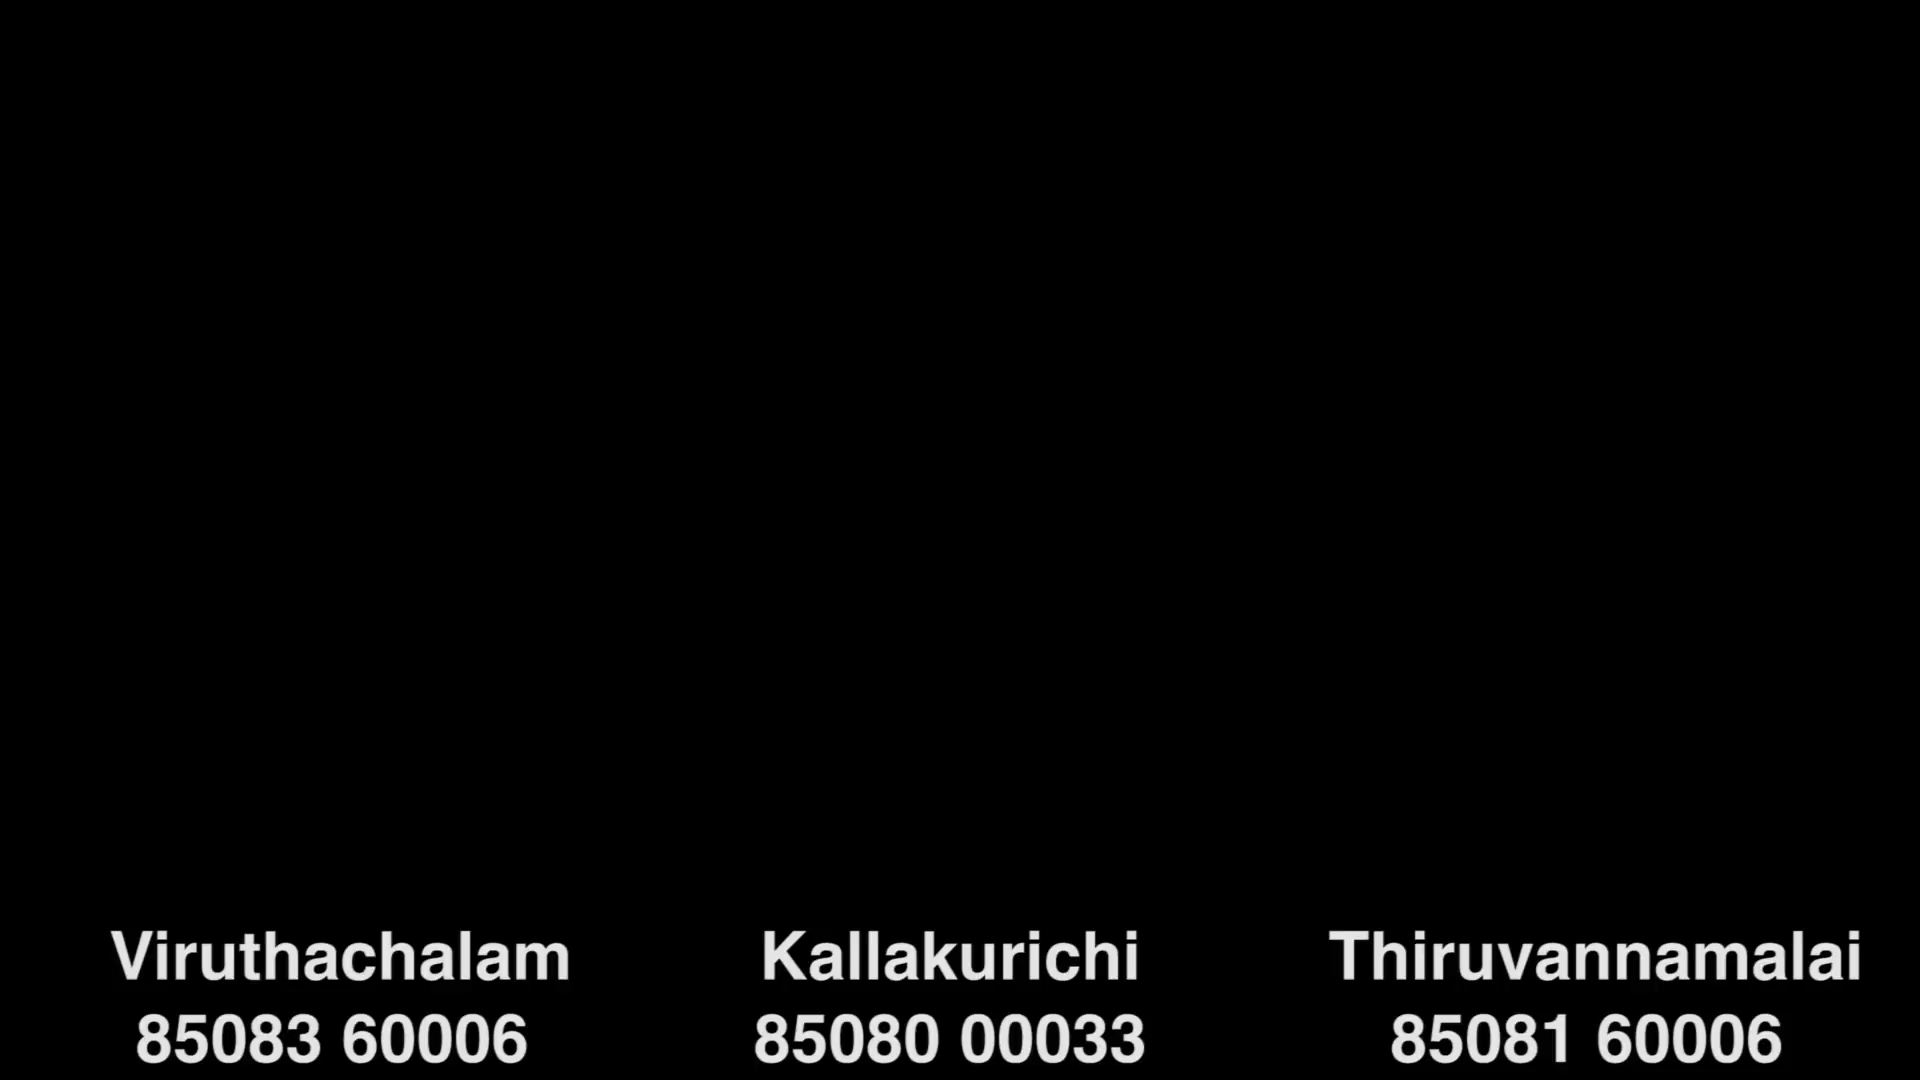 Viruthachalam
85083 60006
Kallakurichi
85080 00033
Thiruvannamalai
85081 60006